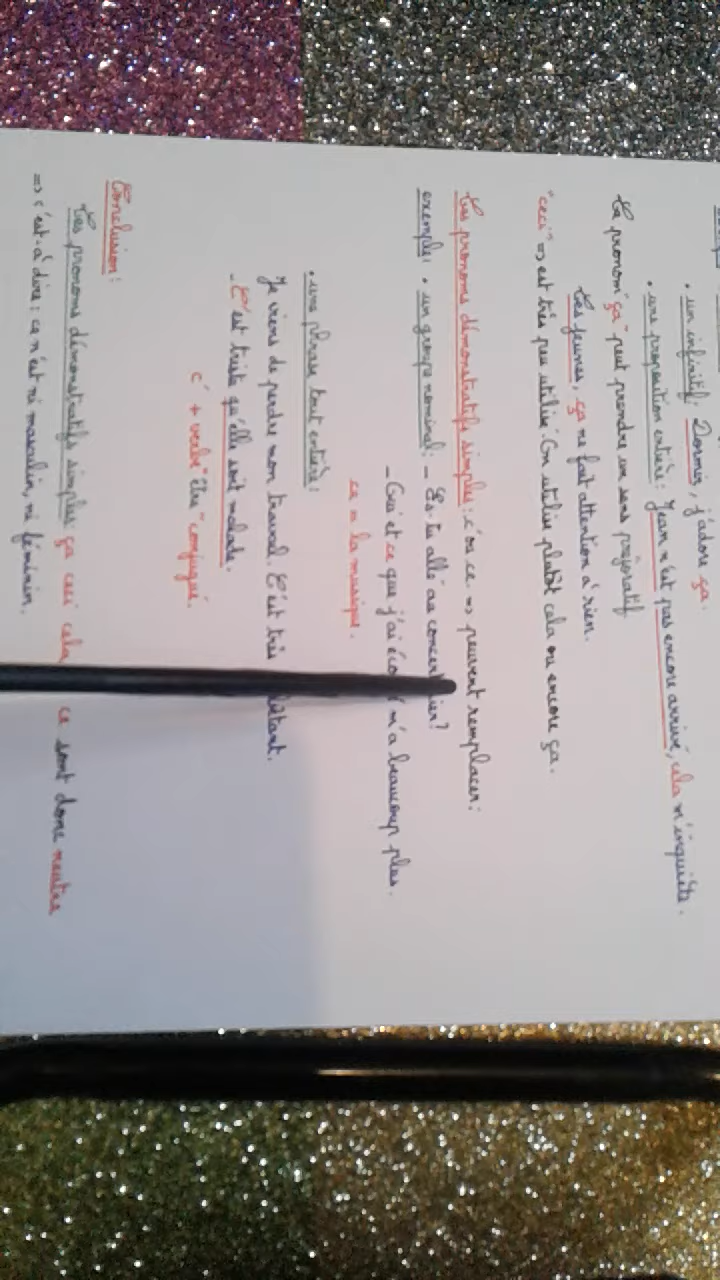 • un infinitif: Dormir, j'adore ça.
• une proposition entière: Jean n'est pas encore arrivé, cela m'inquiète.
Le pronom "ça" peut prendre un sens péjoratif
Les jeunes, ça ne fait attention à rien.
"ceci" => est très peu utilisé. On utilise plutôt cela ou encore ça.
Les pronoms démonstratifs simples: c' ou ce => peuvent remplacer:
exemple: • un groupe nominal: - Es-tu allé au concert hier?
- Oui et ce que j'ai écouté m'a beaucoup plus.
ce = la musique.
• une phrase tout entière:
Je viens de perdre mon travail. C'est très
- C'est triste qu'elle soit malade.
c' + verbe "être" conjugué.
Conclusion:
Les pronoms démonstratifs simples: ça ceci cela ce sont donc neutres
=> c'est-à-dire: ce n'est ni masculin, ni féminin.